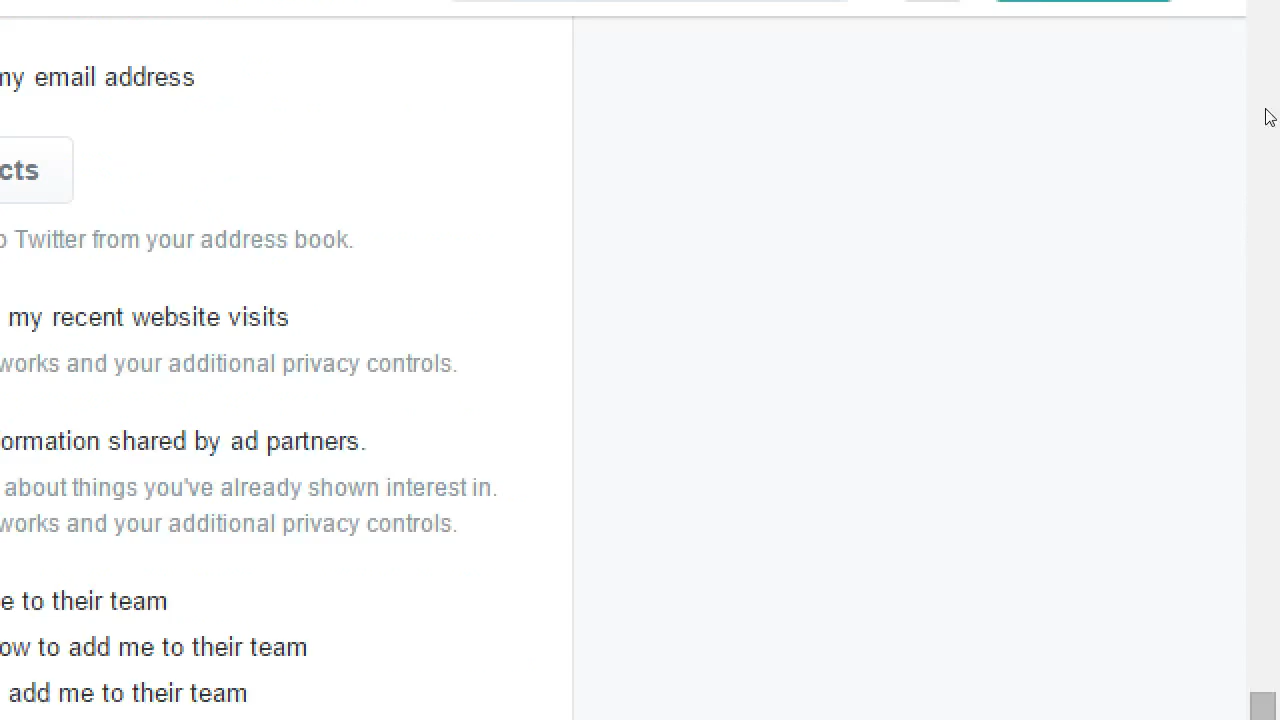 my email address
cts
Twitter from your address book.
my recent website visits
works and your additional privacy controls.
ormation shared by ad partners.
about things you've already shown interest in.
works and your additional privacy controls.
e to their team
ow to add me to their team
add me to their team